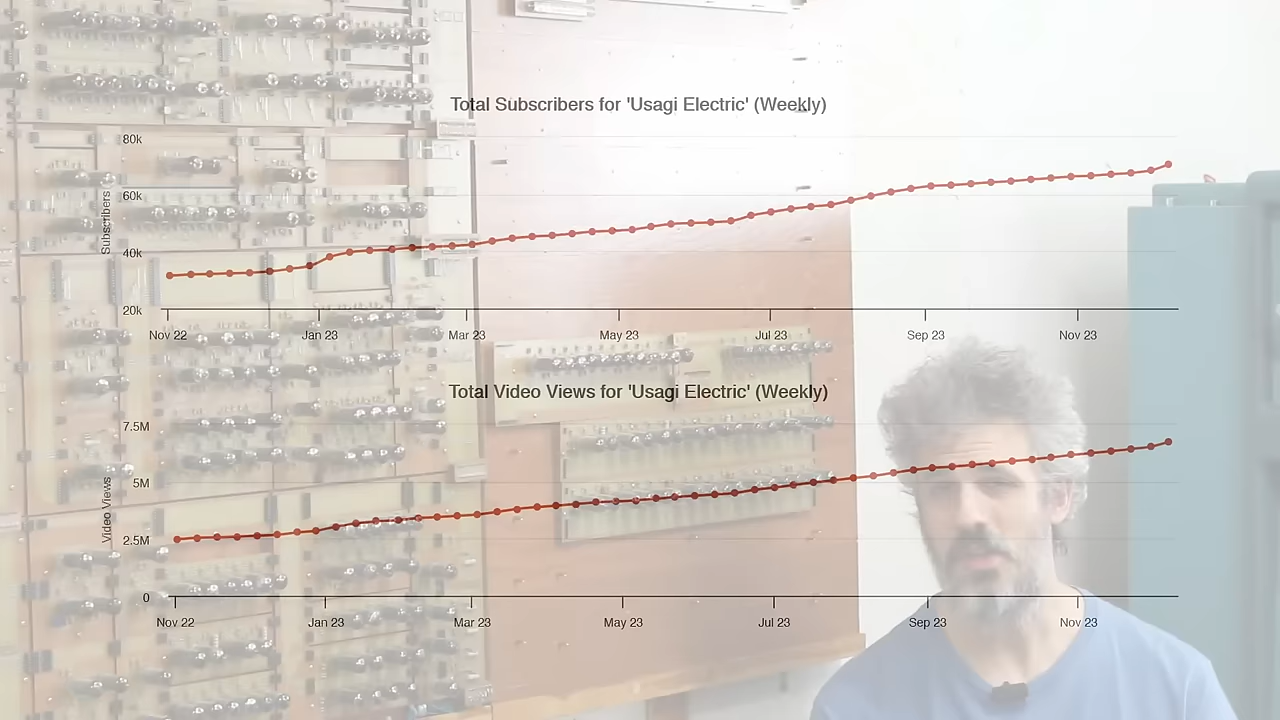 Total Subscribers for 'Usagi Electric' (Weekly)
80k
60k
40k
20k
Subscribers
Nov 22 Jan 23 Mar 23 May 23 Jul 23 Sep 23 Nov 23
Total Video Views for 'Usagi Electric' (Weekly)
7.5M
5M
2.5M
0
Video Views
Nov 22 Jan 23 Mar 23 May 23 Jul 23 Sep 23 Nov 23